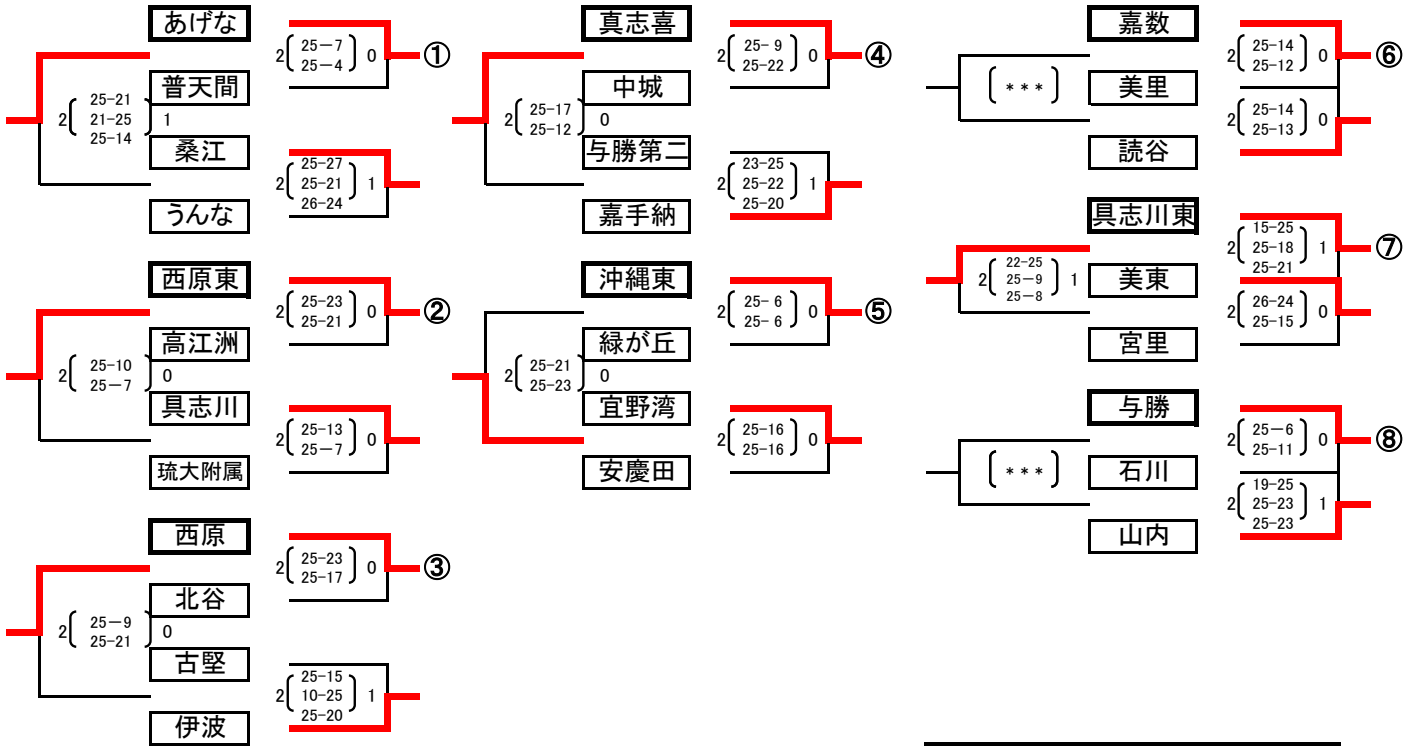 あげな
2 25−7 25−4 0 ①
普天間
2 25-21 21-25 25-14 1
桑江
2 25-27 25-21 26-24 1
うんな
西原東
2 25-23 25-21 0 ②
高江洲
2 25-10 25−7 0
具志川
2 25-13 25−7 0
琉大附属
西原
2 25-23 25-17 0 ③
北谷
2 25−9 25-21 0
古堅
2 25-15 10-25 25-20 1
伊波
真志喜
2 25- 9 25-22 0 ④
中城
2 25-17 25-12 0
与勝第二
2 23-25 25-22 25-20 1
嘉手納
沖縄東
2 25- 6 25- 6 0 ⑤
緑が丘
2 25-21 25-23 0
宜野湾
2 25-16 25-16 0
安慶田
嘉数
2 25-14 25-12 0 ⑥
* * *
美里
2 25-14 25-13 0
読谷
具志川東
2 15-25 25-18 25-21 1 ⑦
2 22-25 25−9 25−8 1
美東
2 26-24 25-15 0
宮里
与勝
2 25−6 25-11 0 ⑧
* * *
石川
2 19-25 25-23 25-23 1
山内